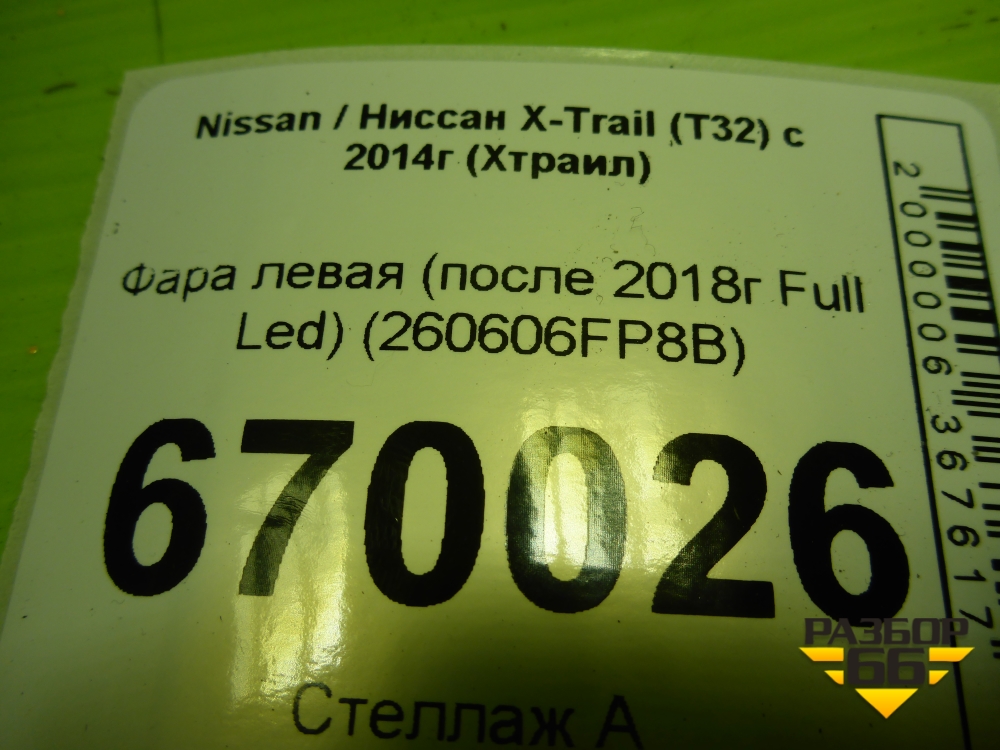 Nissan / Ниссан X-Trail (T32) с
2014г (Хтраил)
Фара левая (после 2018г Full
Led) (260606FP8B)
670026
Стеллаж А
2000006367617
РАЗБОР
66